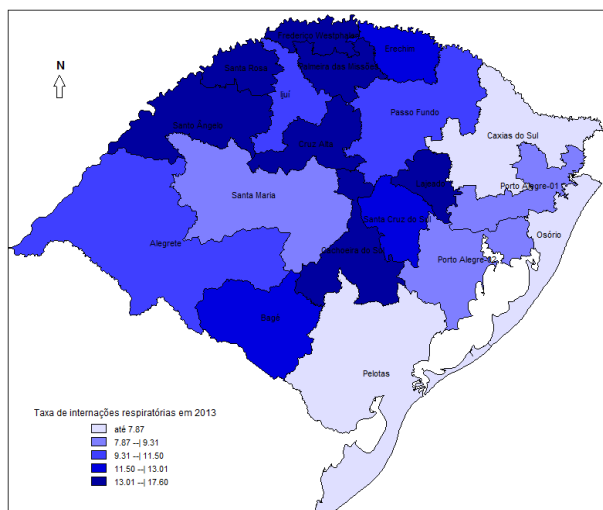 Frederico Westphalen
Erechim
N
Santa Rosa
Palmeira das Missões
Ijuí
Passo Fundo
Santo Ângelo
Cruz Alta
Caxias do Sul
Lajeado
Porto Alegre-01
Santa Maria
Santa Cruz do Sul
Osório
Alegrete
Cachoeira do Sul
Porto Alegre-02
Bagé
Pelotas
Taxa de internações respiratórias em 2013
até 7.87
7.87 --| 9.31
9.31 --| 11.50
11.50 --| 13.01
13.01 --| 17.60